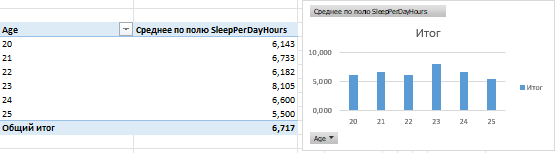 Age Среднее по полю SleepPerDayHours
20 6,143
21 6,733
22 6,182
23 8,105
24 6,600
25 5,500
Общий итог 6,717
Среднее по полю SleepPerDayHours
Итог
10,000
5,000
0,000
20 21 22 23 24 25
Итог
Age